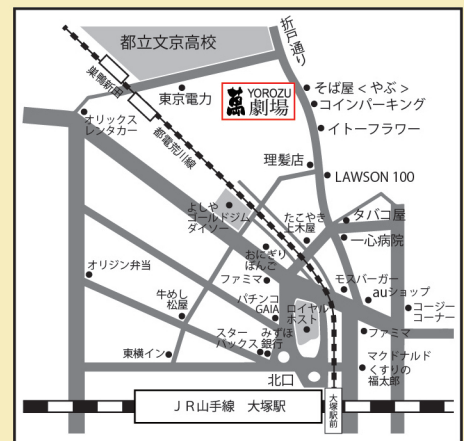 都立文京高校
折戸通り
巣鴨新田
東京電力
萬
YOROZU
劇場
そば屋<やぶ>
コインパーキング
イトーフラワー
オリックス
レンタカー
都電荒川線
理髪店
LAWSON 100
よしや
ゴールドジム
ダイソー
たこやき
上木屋
タバコ屋
一心病院
おにぎり
ぼんご
オリジン弁当
ファミマ
モスバーガー
auショップ
牛めし
松屋
パチンコ
GAIA
ロイヤル
ホスト
コージー
コーナー
スター
バックス
みずほ
銀行
ファミマ
東横イン
マクドナルド
くすりの
福太郎
北口
大塚駅前
JR山手線 大塚駅